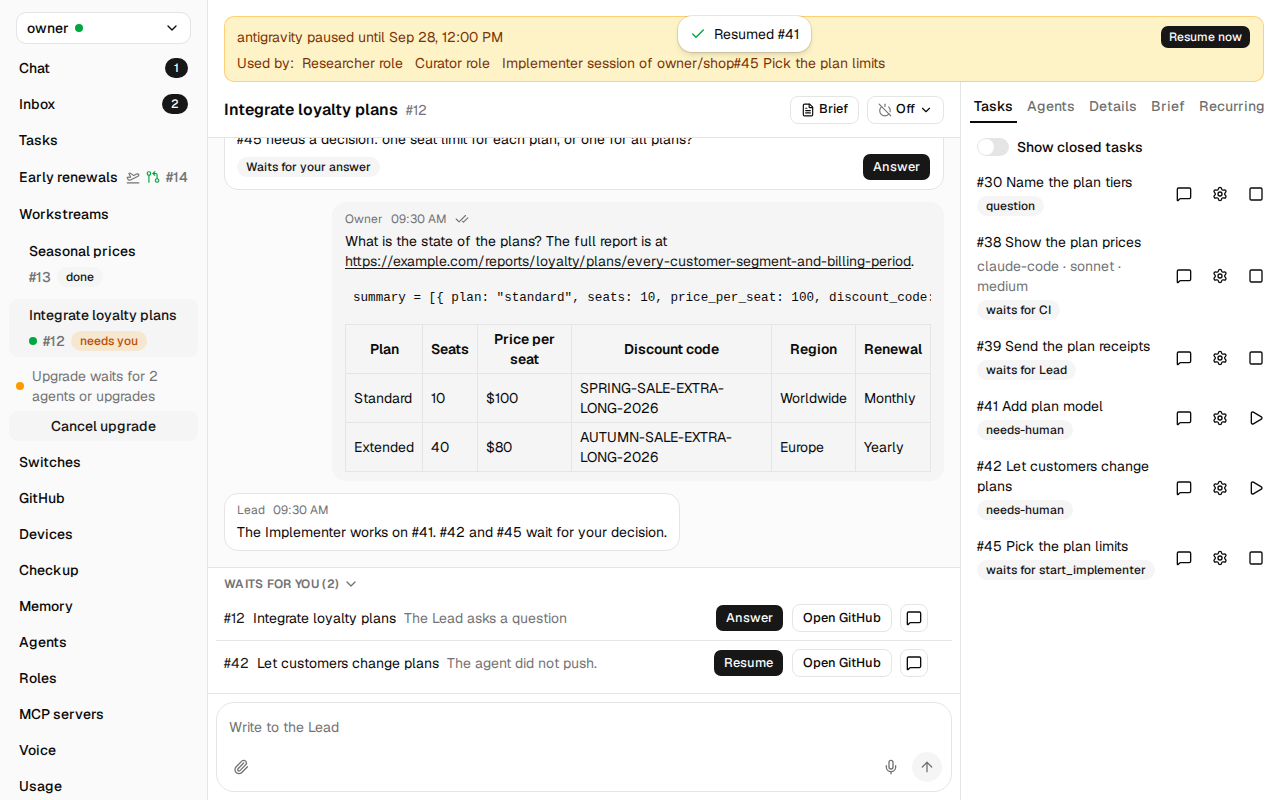 owner
Chat 1
Inbox 2
Tasks
Early renewals #14
Workstreams
Seasonal prices
#13 done
Integrate loyalty plans
#12 needs you
Upgrade waits for 2
agents or upgrades
Cancel upgrade
Switches
GitHub
Devices
Checkup
Memory
Agents
Roles
MCP servers
Voice
Usage
antigravity paused until Sep 28, 12:00 PM
Resumed #41
Resume now
Used by: Researcher role Curator role Implementer session of owner/shop#45 Pick the plan limits
Integrate loyalty plans #12
Brief
Off
#45 needs a decision: one seat limit for each plan, or one for all plans?
Waits for your answer
Answer
Owner 09:30 AM
What is the state of the plans? The full report is at
https://example.com/reports/loyalty/plans/every-customer-segment-and-billing-period.
summary = [{ plan: "standard", seats: 10, price_per_seat: 100, discount_code:
Plan Seats Price per seat Discount code Region Renewal
Standard 10 $100 SPRING-SALE-EXTRA-LONG-2026 Worldwide Monthly
Extended 40 $80 AUTUMN-SALE-EXTRA-LONG-2026 Europe Yearly
Lead 09:30 AM
The Implementer works on #41. #42 and #45 wait for your decision.
WAITS FOR YOU (2)
#12 Integrate loyalty plans The Lead asks a question Answer Open GitHub
#42 Let customers change plans The agent did not push. Resume Open GitHub
Write to the Lead
Tasks Agents Details Brief Recurring
Show closed tasks
#30 Name the plan tiers
question
#38 Show the plan prices
claude-code · sonnet ·
medium
waits for CI
#39 Send the plan receipts
waits for Lead
#41 Add plan model
needs-human
#42 Let customers change
plans
needs-human
#45 Pick the plan limits
waits for start_implementer